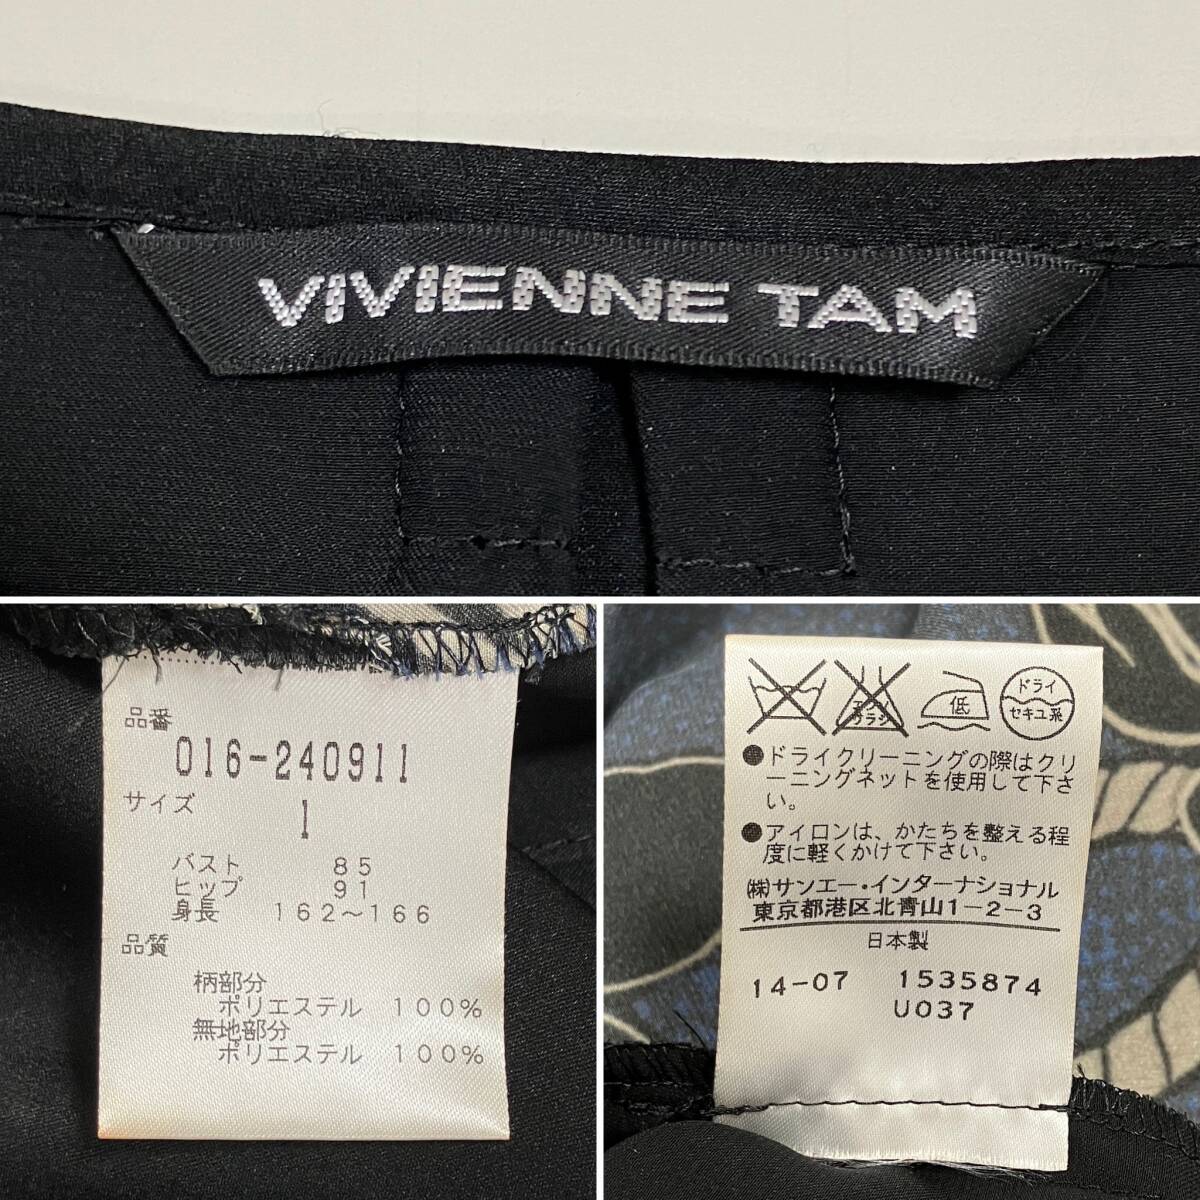 VIVIENNE TAM
品番
016-240911
サイズ
1
バスト 85
ヒップ 91
身長 162～166
品質
柄部分
ポリエステル 100%
無地部分
ポリエステル 100%
低
ドライ
セキユ系
●ドライクリーニングの際はクリ
ーニングネットを使用して下さ
い。
●アイロンは、かたちを整える程
度に軽くかけて下さい。
㈱サンエー・インターナショナル
東京都港区北青山1-2-3
日本製
14-07 1535874
U037